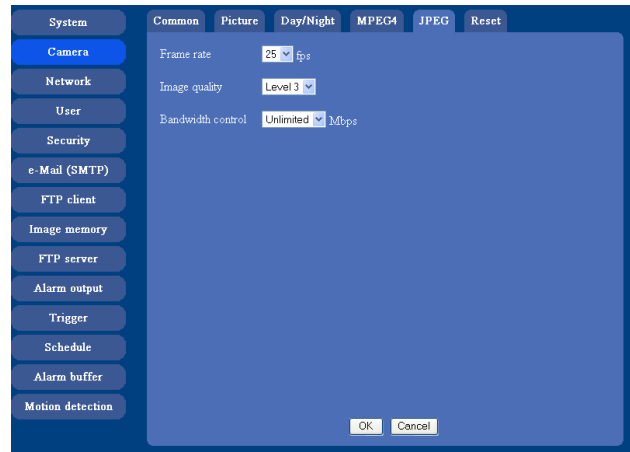 System
Camera
Network
User
Security
e-Mail (SMTP)
FTP client
Image memory
FTP server
Alarm output
Trigger
Schedule
Alarm buffer
Motion detection
Common Picture Day/Night MPEG4 JPEG Reset
Frame rate 25 fps
Image quality Level 3
Bandwidth control Unlimited Mbps
OK Cancel